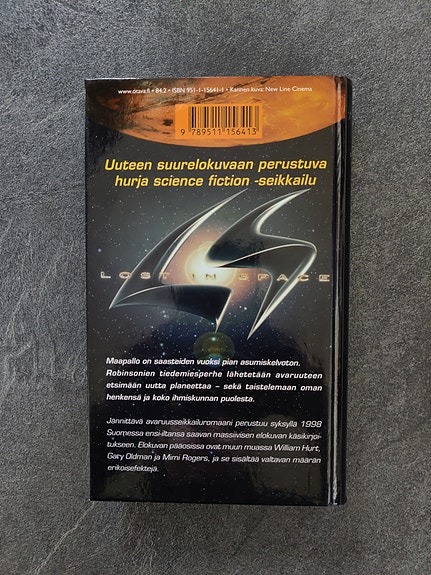 www.otava.fi • 84.2 • ISBN 951-1-15641-1 • Kannen kuva: New Line Cinema
9 789511 156413
Uuteen suurelokuvaan perustuva
hurja science fiction -seikkailu
LOST IN SPACE
Maapallo on saasteiden vuoksi pian asumiskelvoton.
Robinsonien tiedemiesperhe lähetetään avaruuteen
etsimään uutta planeettaa – sekä taistelemaan oman
henkensä ja koko ihmiskunnan puolesta.
Jännittävä avaruusseikkailuromaani perustuu syksyllä 1998
Suomessa ensi-iltansa saavan massiivisen elokuvan käsikirjoi-
tukseen. Elokuvan pääosissa ovat muun muassa William Hurt,
Gary Oldman ja Mimi Rogers, ja se sisältää valtavan määrän
erikoisefektejä.